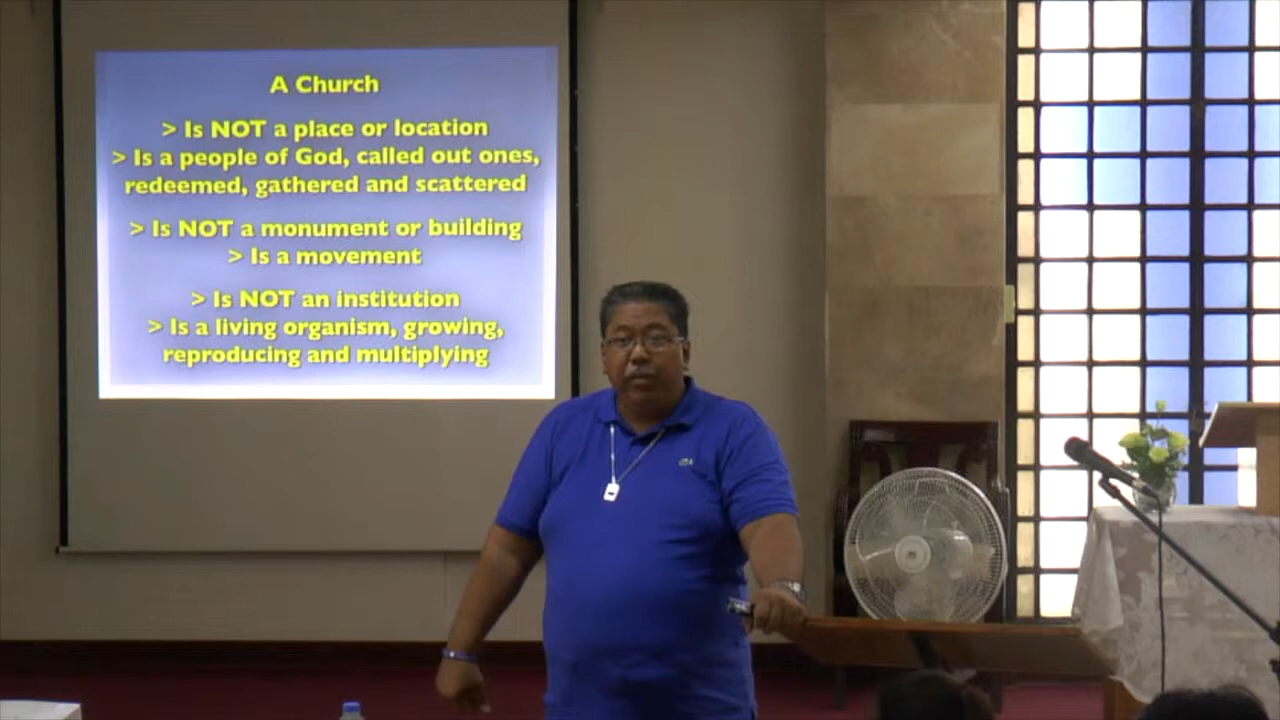 A Church
> Is NOT a place or location
> Is a people of God, called out ones,
redeemed, gathered and scattered
> Is NOT a monument or building
> Is a movement
> Is NOT an institution
> Is a living organism, growing,
reproducing and multiplying